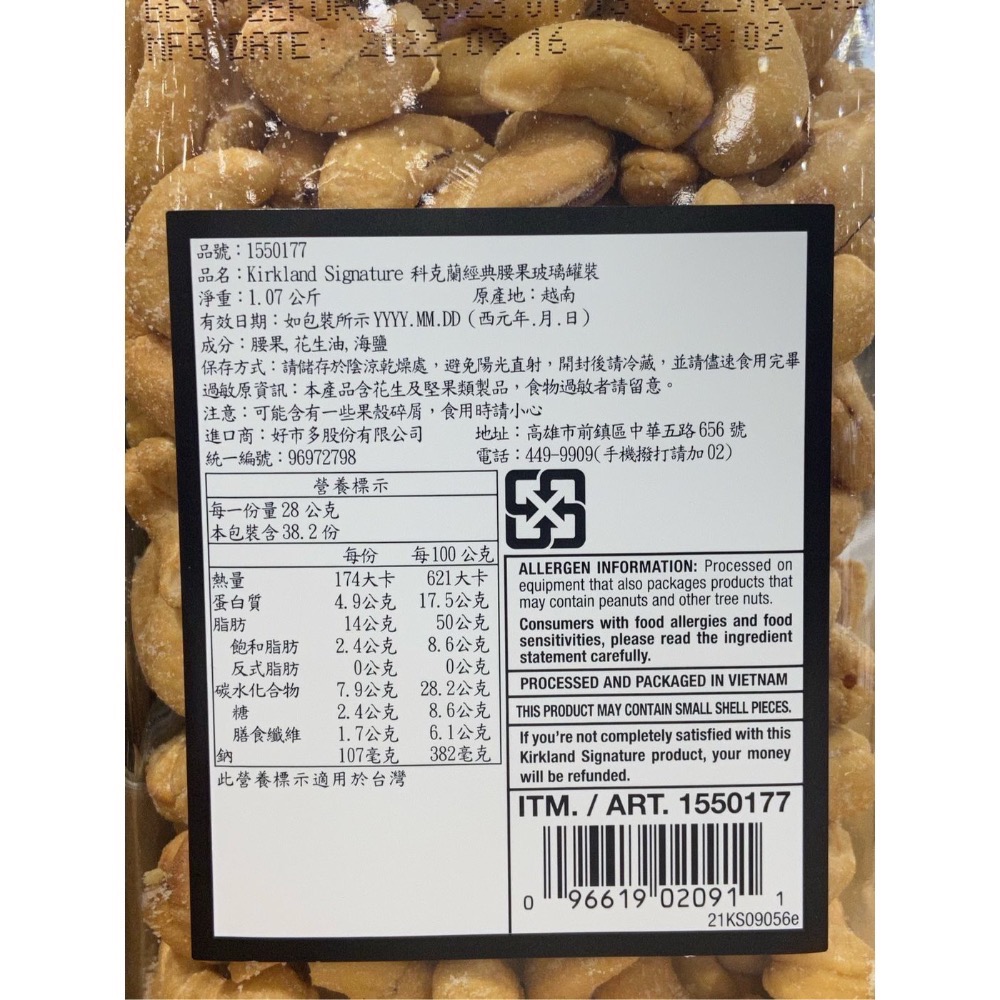 MFG DATE: 2022.09.16 08:02
品號：1550177
品名：Kirkland Signature 科克蘭經典腰果玻璃罐裝
淨重：1.07 公斤 原產地：越南
有效日期：如包裝所示 YYYY.MM.DD (西元年.月.日)
成分：腰果, 花生油, 海鹽
保存方式：請儲存於陰涼乾燥處，避免陽光直射，開封後請冷藏，並請儘速食用完畢
過敏原資訊：本產品含花生及堅果類製品，食物過敏者請留意。
注意：可能含有一些果殼碎屑，食用時請小心
進口商：好市多股份有限公司 地址：高雄市前鎮區中華五路 656 號
統一編號：96972798 電話：449-9909(手機撥打請加 02)
營養標示
每一份量 28 公克
本包裝含 38.2 份
每份 每 100 公克
熱量 174大卡 621大卡
蛋白質 4.9公克 17.5公克
脂肪 14公克 50公克
飽和脂肪 2.4公克 8.6公克
反式脂肪 0公克 0公克
碳水化合物 7.9公克 28.2公克
糖 2.4公克 8.6公克
膳食纖維 1.7公克 6.1公克
鈉 107毫克 382毫克
此營養標示適用於台灣
ALLERGEN INFORMATION: Processed on
equipment that also packages products that
may contain peanuts and other tree nuts.
Consumers with food allergies and food
sensitivities, please read the ingredient
statement carefully.
PROCESSED AND PACKAGED IN VIETNAM
THIS PRODUCT MAY CONTAIN SMALL SHELL PIECES.
If you're not completely satisfied with this
Kirkland Signature product, your money
will be refunded.
ITM. / ART. 1550177
0 96619 02091 1
21KS09056e